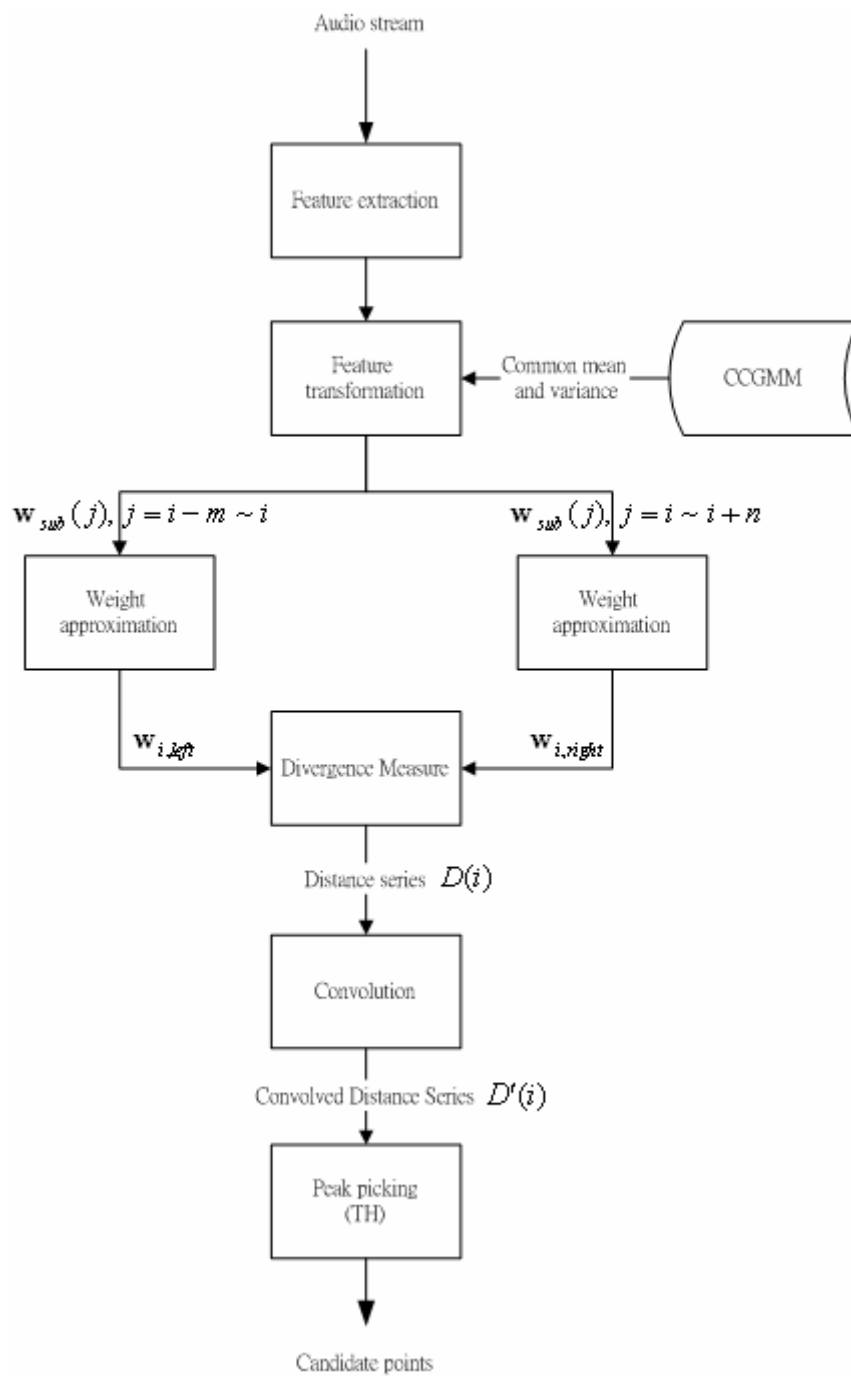 Audio stream
Feature extraction
Feature
transformation
Common mean
and variance
CCGMM
w_sub(j), j = i − m ~ i
w_sub(j), j = i ~ i + n
Weight
approximation
Weight
approximation
w_i,left
w_i,right
Divergence Measure
Distance series D(i)
Convolution
Convolved Distance Series D'(i)
Peak picking
(TH)
Candidate points